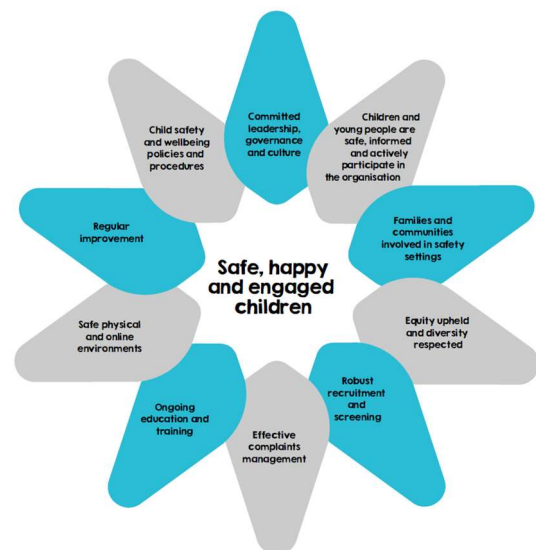 Committed
leadership,
governance
and culture
Children and
young people are
safe, informed
and actively
participate in
the organisation
Families and
communities
involved in safety
settings
Equity upheld
and diversity
respected
Robust
recruitment
and
screening
Effective
complaints
management
Ongoing
education and
training
Safe physical
and online
environments
Regular
improvement
Child safety
and wellbeing
policies and
procedures
Safe, happy
and engaged
children